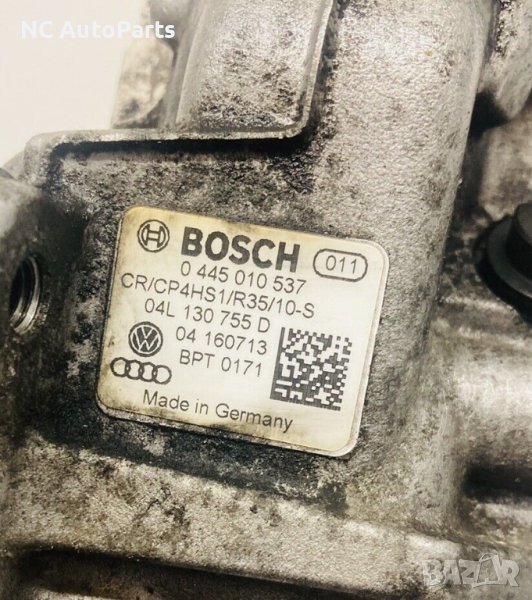 NC AutoParts
BOSCH 011
0 445 010 537
CR/CP4HS1/R35/10-S
04L 130 755 D
04 160713
BPT 0171
Made in Germany
BAZAR